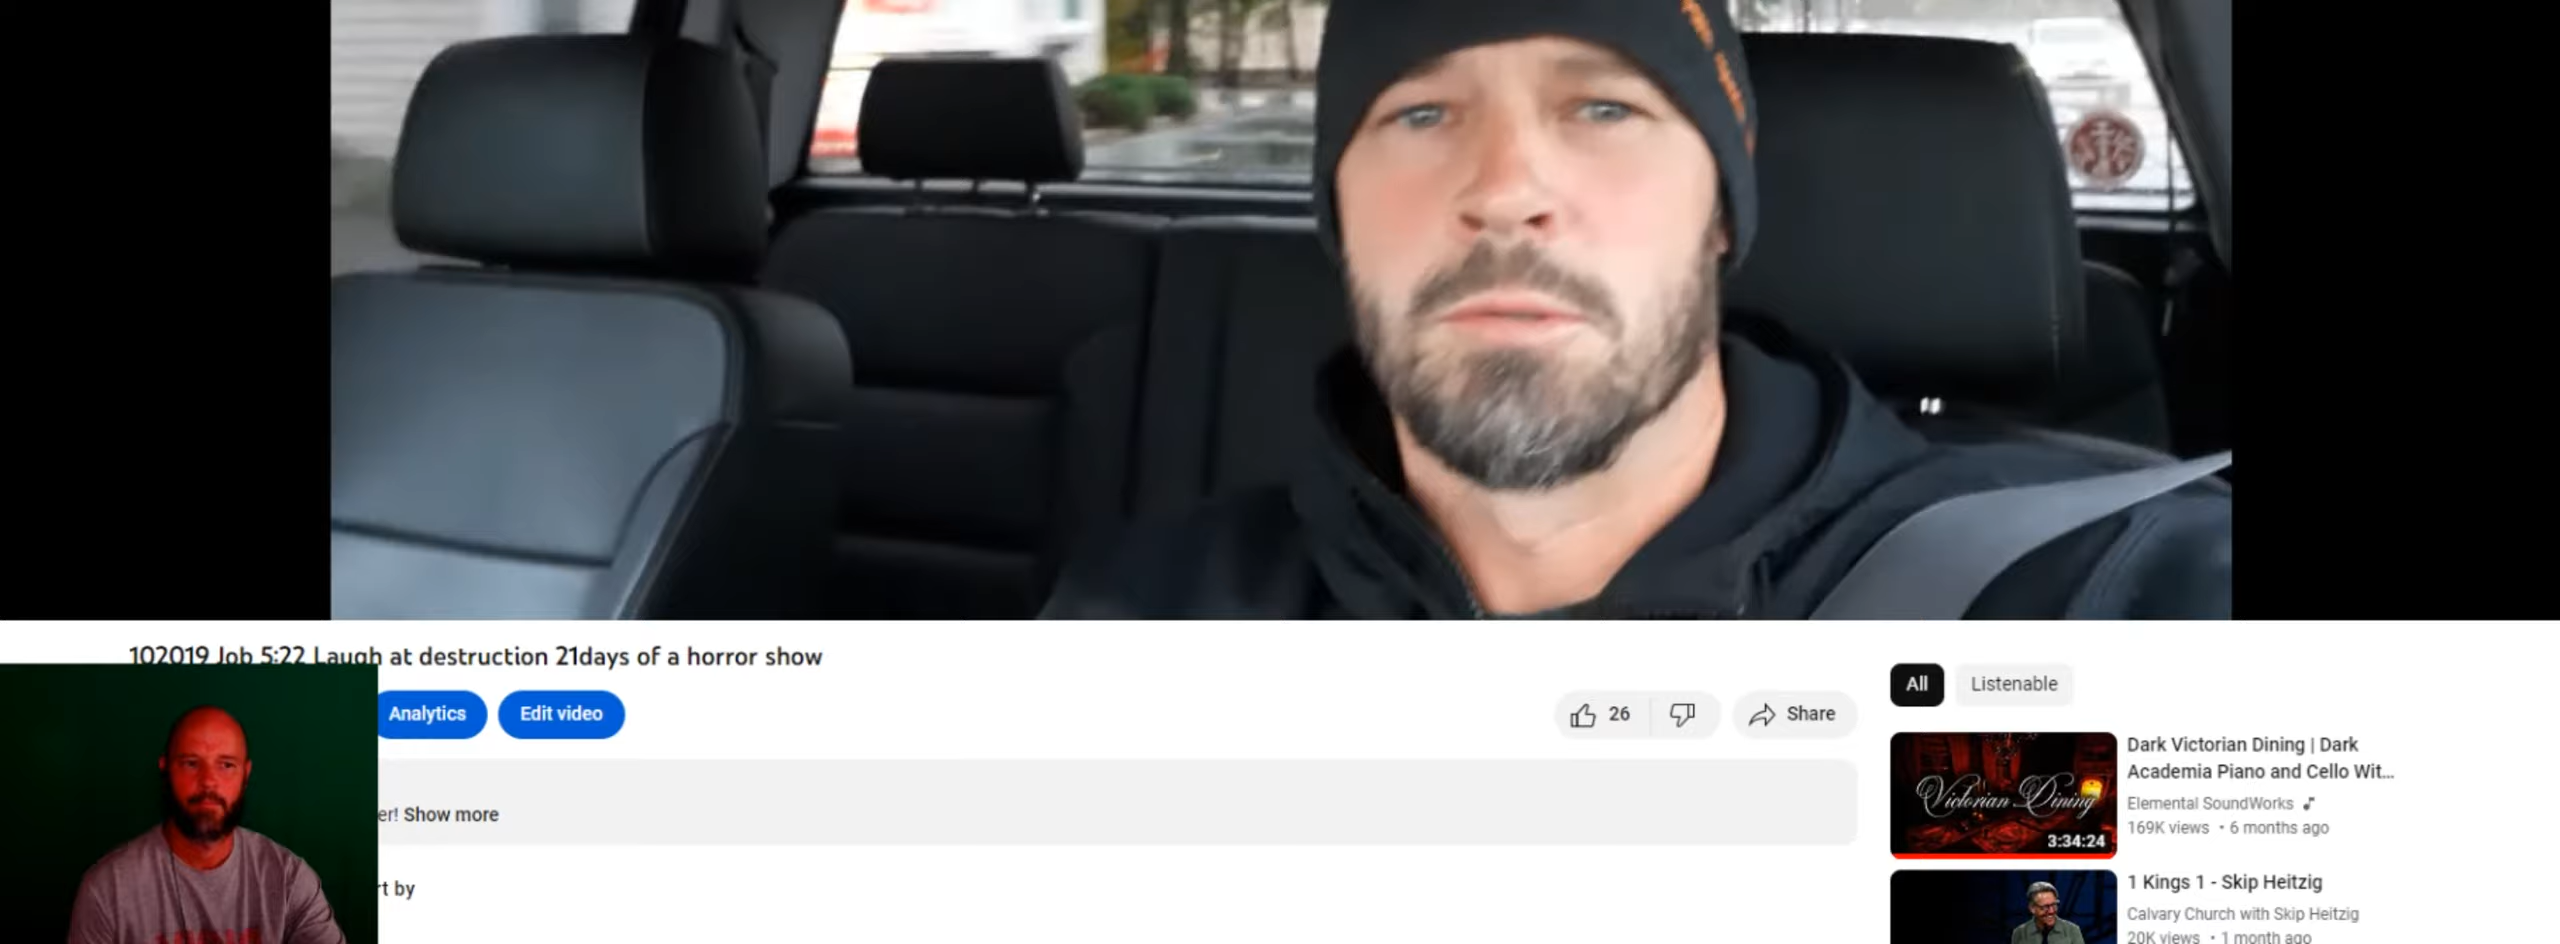 102019 Job 5:22 Laugh at destruction 21days of a horror show
Analytics
Edit video
26
Share
er! Show more
rt by
All
Listenable
Dark Victorian Dining | Dark
Academia Piano and Cello Wit...
Elemental SoundWorks
169K views • 6 months ago
Victorian Dining
3:34:24
1 Kings 1 - Skip Heitzig
Calvary Church with Skip Heitzig
20K views • 1 month ago